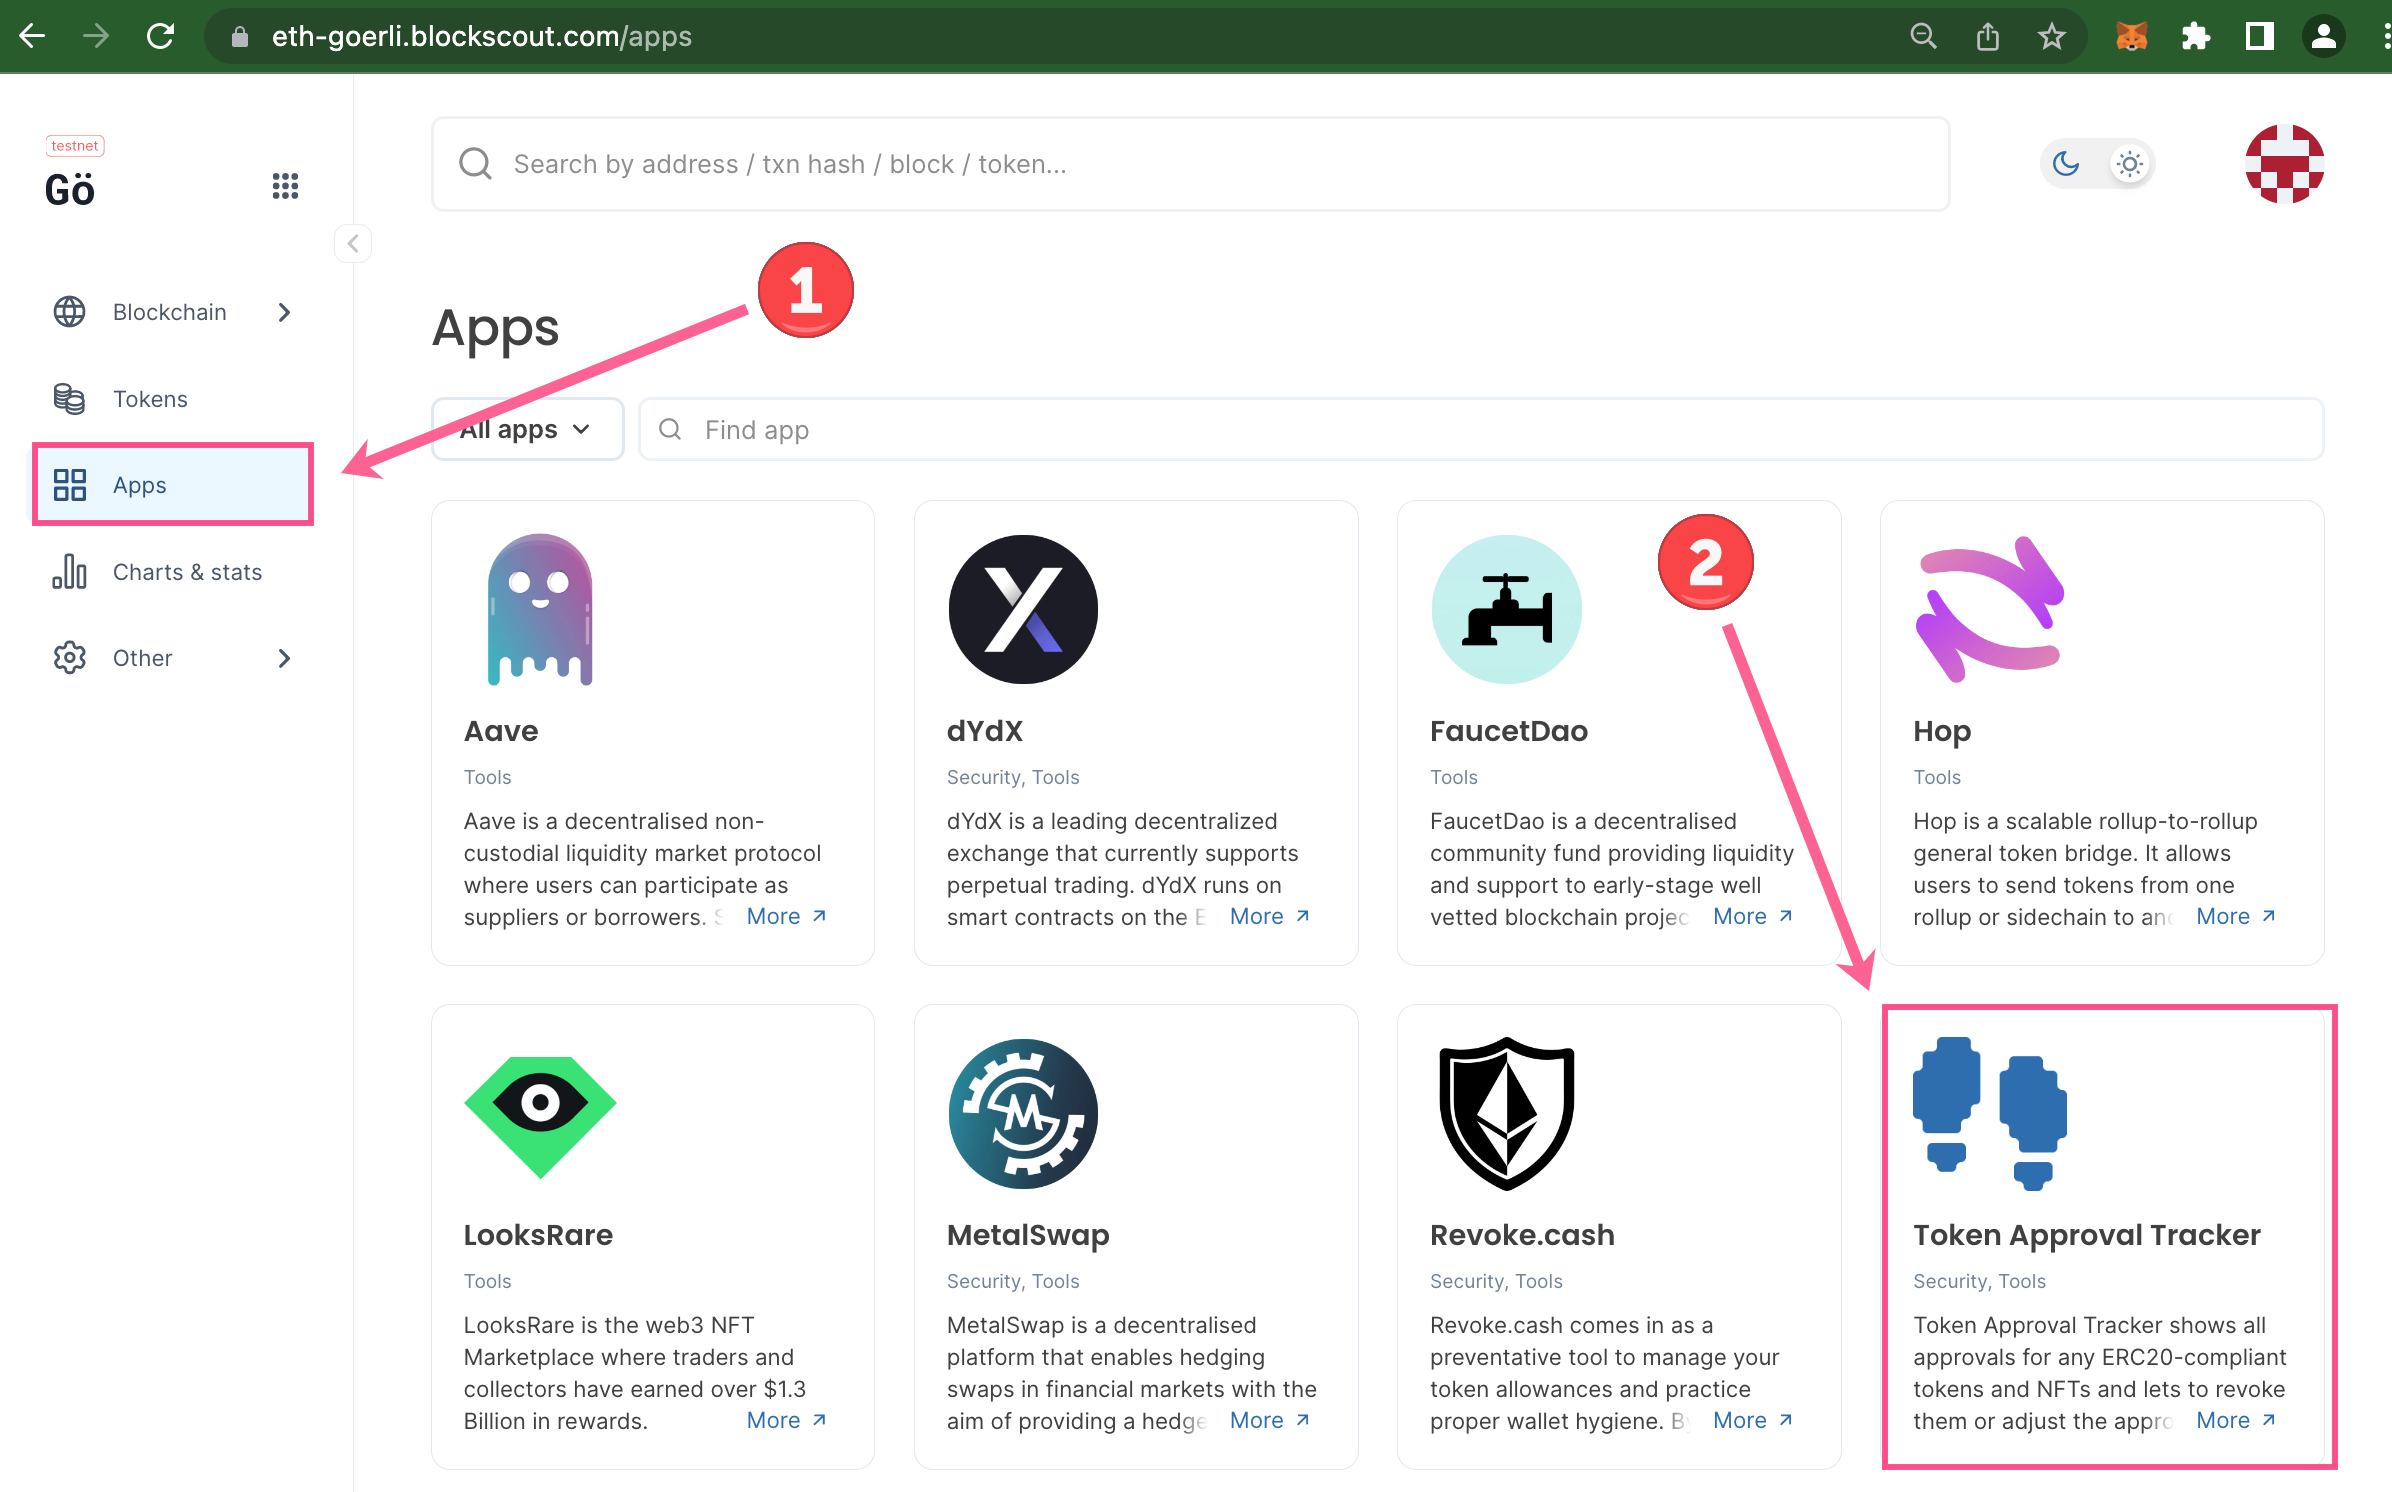 eth-goerli.blockscout.com/apps
testnet
Gö
Search by address / txn hash / block / token...
1
Blockchain
Tokens
Apps
Charts & stats
Other
Apps
All apps
Find app
2
Aave
Tools
Aave is a decentralised non-
custodial liquidity market protocol
where users can participate as
suppliers or borrowers. S More
dYdX
Security, Tools
dYdX is a leading decentralized
exchange that currently supports
perpetual trading. dYdX runs on
smart contracts on the E More
FaucetDao
Tools
FaucetDao is a decentralised
community fund providing liquidity
and support to early-stage well
vetted blockchain projec More
Hop
Tools
Hop is a scalable rollup-to-rollup
general token bridge. It allows
users to send tokens from one
rollup or sidechain to and More
LooksRare
Tools
LooksRare is the web3 NFT
Marketplace where traders and
collectors have earned over $1.3
Billion in rewards. More
M
MetalSwap
Security, Tools
MetalSwap is a decentralised
platform that enables hedging
swaps in financial markets with the
aim of providing a hedge More
Revoke.cash
Security, Tools
Revoke.cash comes in as a
preventative tool to manage your
token allowances and practice
proper wallet hygiene. By More
Token Approval Tracker
Security, Tools
Token Approval Tracker shows all
approvals for any ERC20-compliant
tokens and NFTs and lets to revoke
them or adjust the appro More